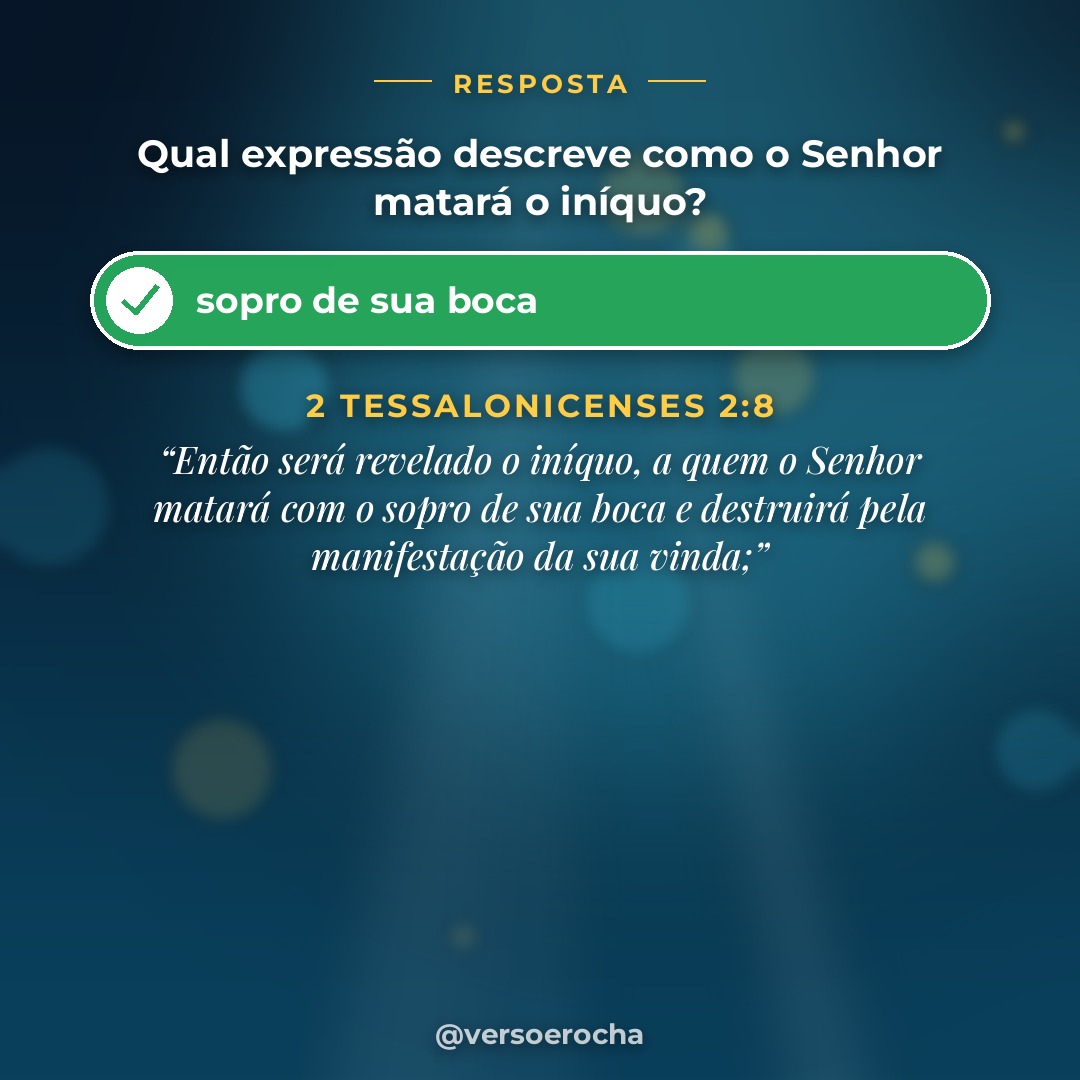 RESPOSTA
Qual expressão descreve como o Senhor
matará o iníquo?
sopro de sua boca
2 TESSALONICENSES 2:8
“Então será revelado o iníquo, a quem o Senhor
matará com o sopro de sua boca e destruirá pela
manifestação da sua vinda;”
@versoerocha